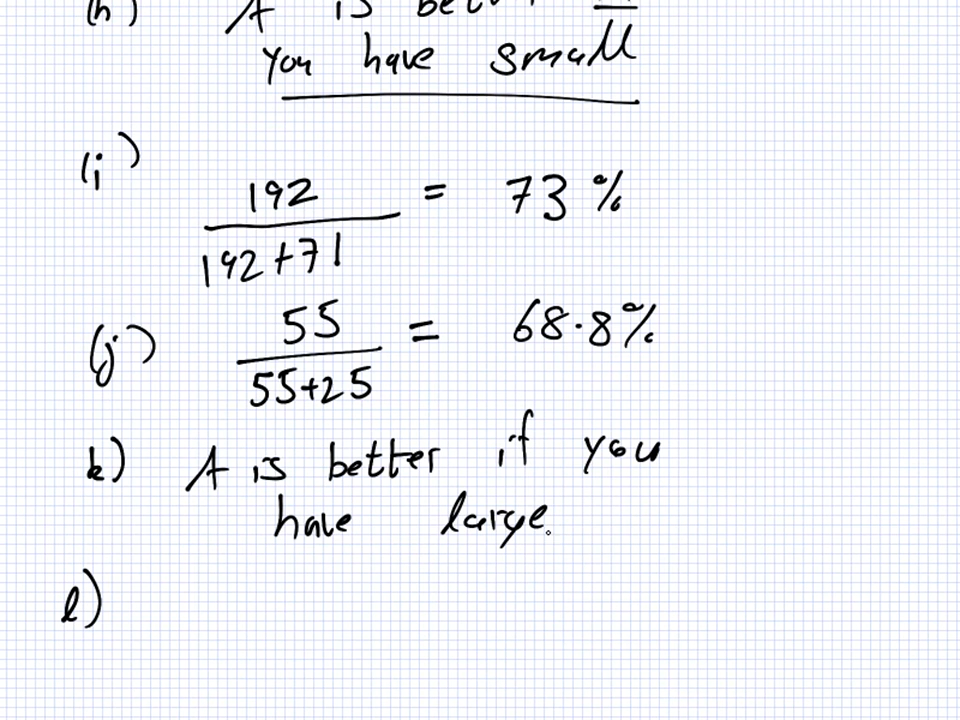 (h) A is better if
you have small
(i)
192 = 73%
192+71
(j) 55 = 68.8%
55+25
k) A is better if you
have large.
l)